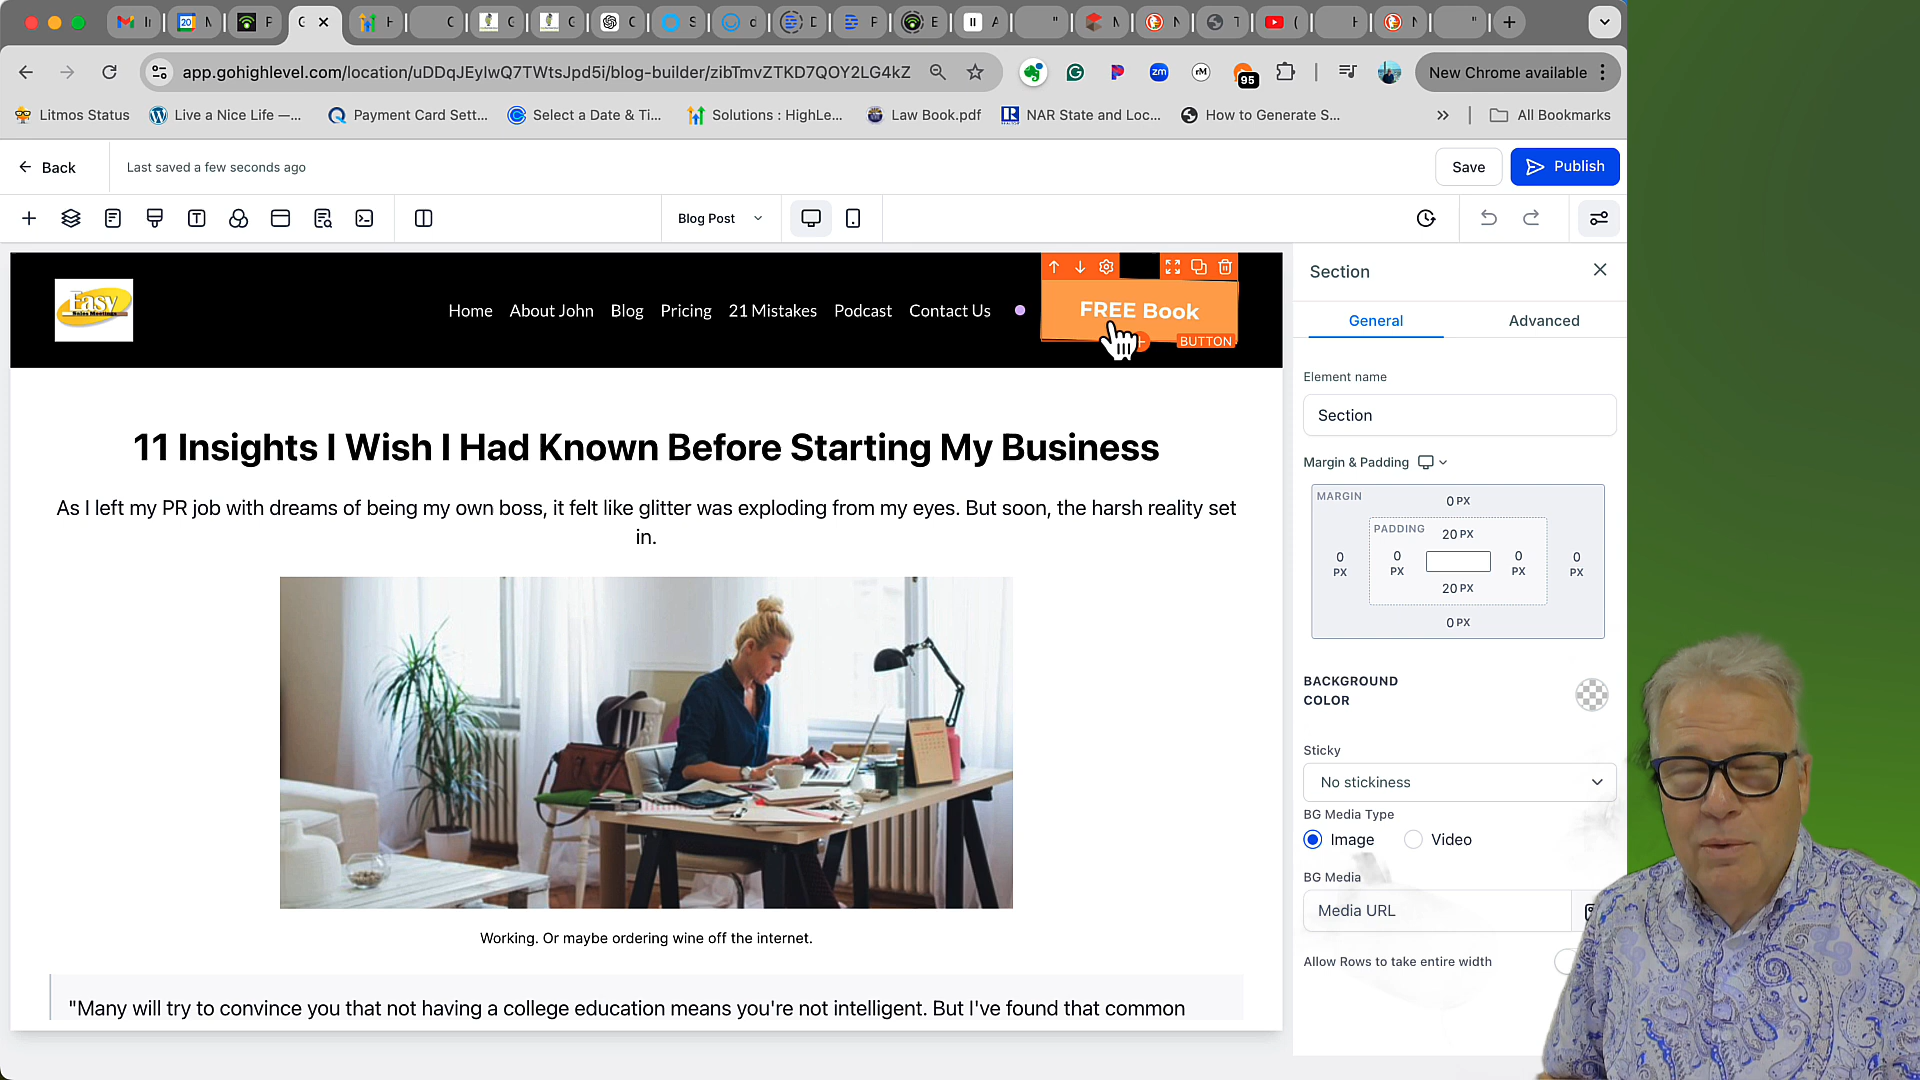 app.gohighlevel.com/location/uDDqJEyIwQ7TWtsJpd5i/blog-builder/zibTmvZTKD7QOY2LG4kZ
95
New Chrome available
Litmos Status
Live a Nice Life —...
Payment Card Sett...
Select a Date & Ti...
Solutions : HighLe...
Law Book.pdf
NAR State and Loc...
How to Generate S...
All Bookmarks
Back
Last saved a few seconds ago
Save
Publish
Blog Post
Easy
Sales Meetings
Home
About John
Blog
Pricing
21 Mistakes
Podcast
Contact Us
FREE Book
BUTTON
11 Insights I Wish I Had Known Before Starting My Business
As I left my PR job with dreams of being my own boss, it felt like glitter was exploding from my eyes. But soon, the harsh reality set
in.
Working. Or maybe ordering wine off the internet.
"Many will try to convince you that not having a college education means you're not intelligent. But I've found that common
Section
General
Advanced
Element name
Section
Margin & Padding
MARGIN
0 PX
PADDING
20 PX
0
PX
0
PX
0
PX
0
PX
20 PX
0 PX
BACKGROUND
COLOR
Sticky
No stickiness
BG Media Type
Image
Video
BG Media
Media URL
Allow Rows to take entire width